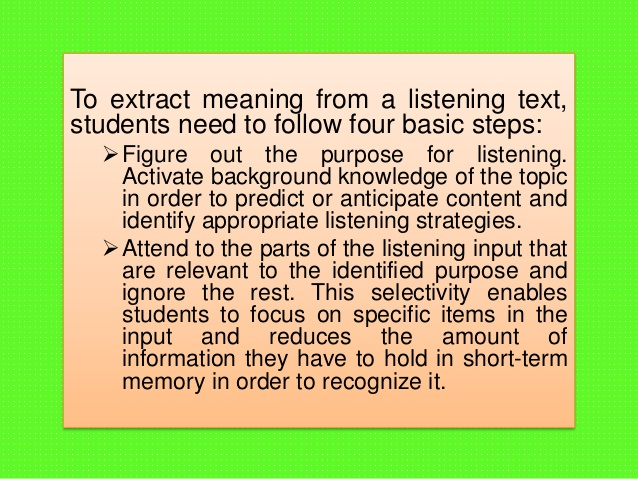 To extract meaning from a listening text,
students need to follow four basic steps:
➢Figure out the purpose for listening.
Activate background knowledge of the topic
in order to predict or anticipate content and
identify appropriate listening strategies.
➢Attend to the parts of the listening input that
are relevant to the identified purpose and
ignore the rest. This selectivity enables
students to focus on specific items in the
input and reduces the amount of
information they have to hold in short-term
memory in order to recognize it.